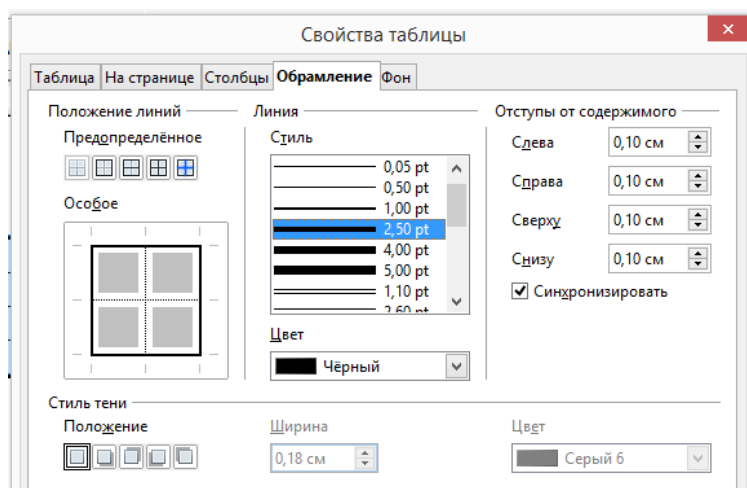 Свойства таблицы
Таблица На странице Столбцы Обрамление Фон
Положение линий
Предопределённое
Особое
Линия
Стиль
0,05 pt
0,50 pt
1,00 pt
2,50 pt
4,00 pt
5,00 pt
1,10 pt
2,60 pt
Цвет
Чёрный
Отступы от содержимого
Слева 0,10 см
Справа 0,10 см
Сверху 0,10 см
Снизу 0,10 см
Синхронизировать
Стиль тени
Положение
Ширина
0,18 см
Цвет
Серый 6